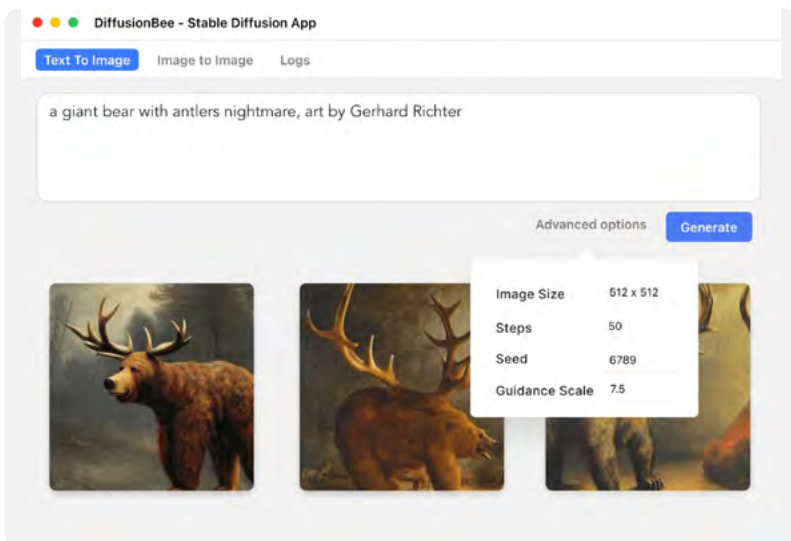 DiffusionBee - Stable Diffusion App
Text To Image Image to Image Logs
a giant bear with antlers nightmare, art by Gerhard Richter
Advanced options Generate
Image Size 512 x 512
Steps 50
Seed 6789
Guidance Scale 7.5